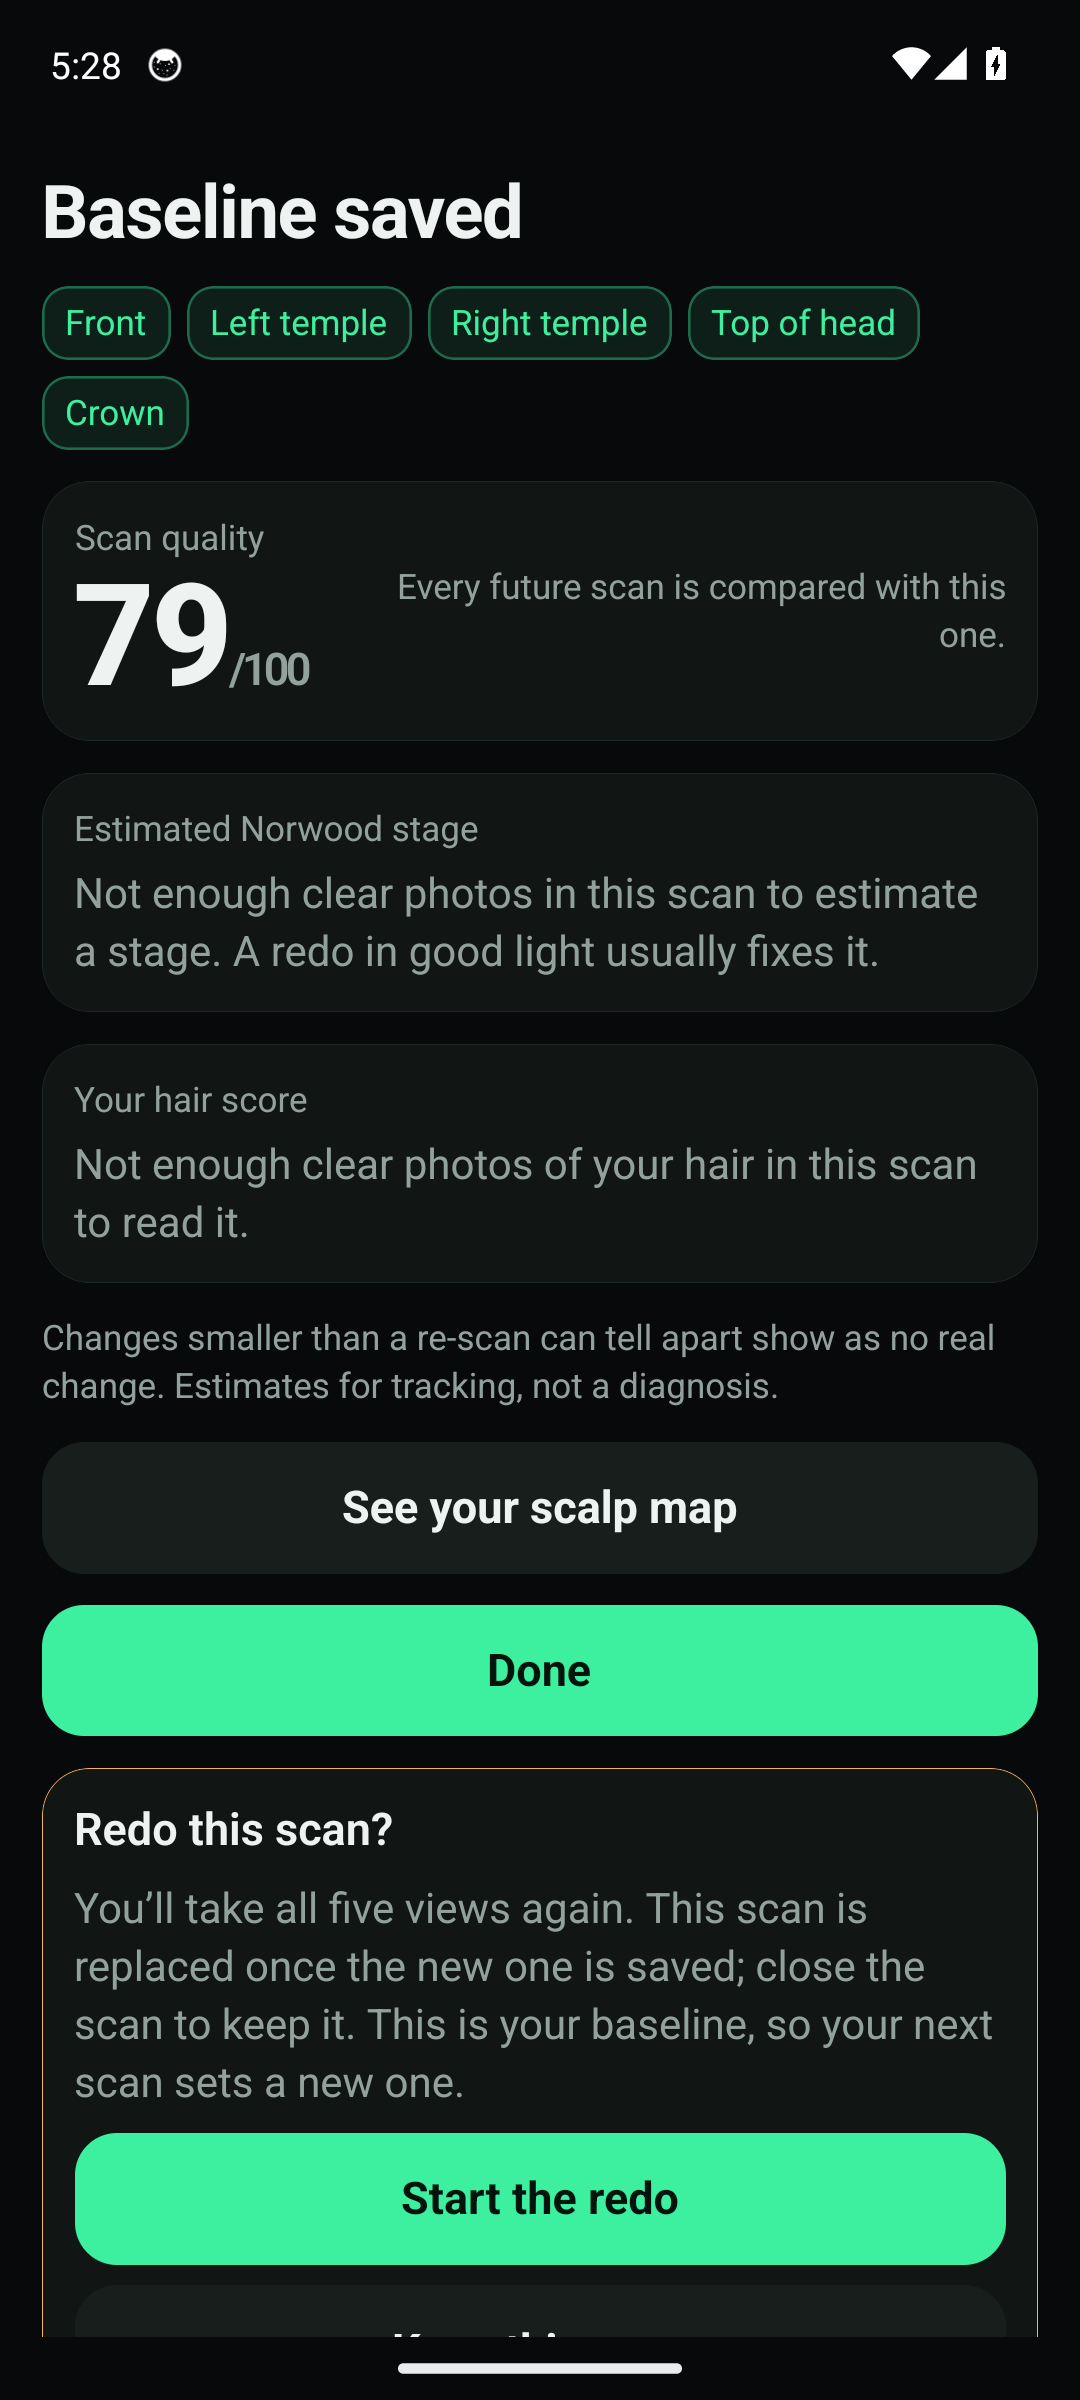 5:28
Baseline saved
Front
Left temple
Right temple
Top of head
Crown
Scan quality
79/100
Every future scan is compared with this
one.
Estimated Norwood stage
Not enough clear photos in this scan to estimate
a stage. A redo in good light usually fixes it.
Your hair score
Not enough clear photos of your hair in this scan
to read it.
Changes smaller than a re-scan can tell apart show as no real
change. Estimates for tracking, not a diagnosis.
See your scalp map
Done
Redo this scan?
You’ll take all five views again. This scan is
replaced once the new one is saved; close the
scan to keep it. This is your baseline, so your next
scan sets a new one.
Start the redo